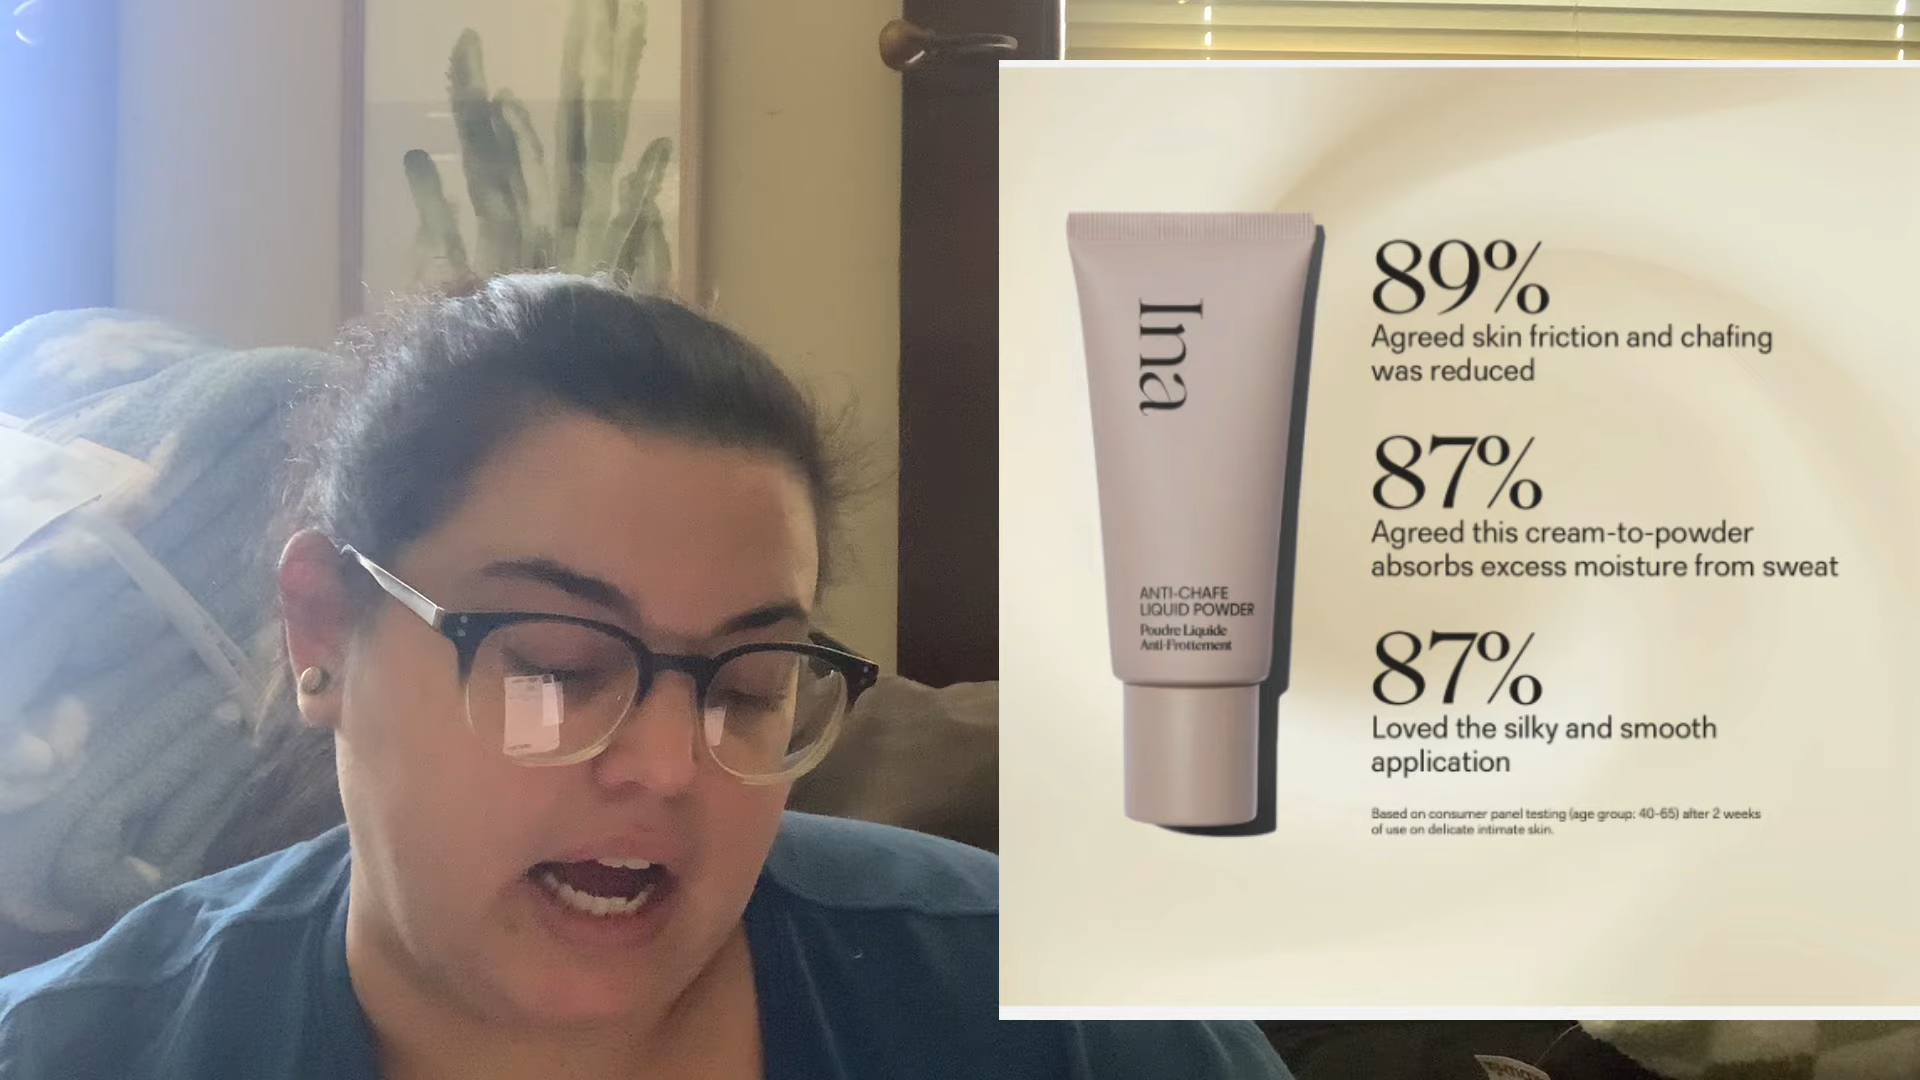 Ina
ANTI-CHAFE
LIQUID POWDER
Poudre Liquide
Anti-Frottement
89%
Agreed skin friction and chafing
was reduced
87%
Agreed this cream-to-powder
absorbs excess moisture from sweat
87%
Loved the silky and smooth
application
Based on consumer panel testing (age group: 40-65) after 2 weeks
of use on delicate intimate skin.